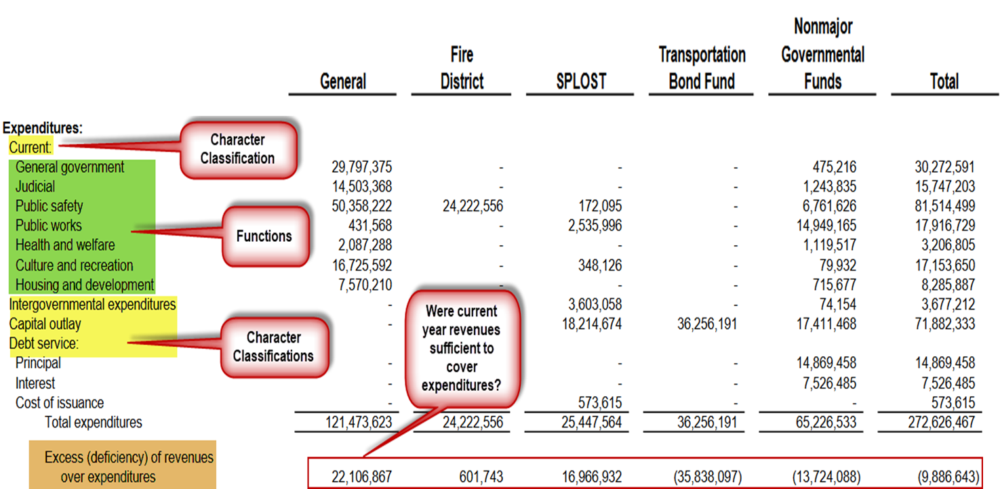 Nonmajor
Fire Transportation Governmental
General District SPLOST Bond Fund Funds Total
Expenditures:
Current:
Character
Classification
General government 29,797,375 - - - 475,216 30,272,591
Judicial 14,503,368 - - - 1,243,835 15,747,203
Public safety 50,358,222 24,222,556 172,095 - 6,761,626 81,514,499
Public works 431,568 - 2,535,996 - 14,949,165 17,916,729
Functions
Health and welfare 2,087,288 - - - 1,119,517 3,206,805
Culture and recreation 16,725,592 - 348,126 - 79,932 17,153,650
Housing and development 7,570,210 - - - 715,677 8,285,887
Intergovernmental expenditures - 3,603,058 - 74,154 3,677,212
Capital outlay - 18,214,674 36,256,191 17,411,468 71,882,333
Debt service:
Character
Classifications
Were current
year revenues
sufficient to
cover
expenditures?
Principal - - - 14,869,458 14,869,458
Interest - - - 7,526,485 7,526,485
Cost of issuance - 573,615 - - 573,615
Total expenditures 121,473,623 24,222,556 25,447,564 36,256,191 65,226,533 272,626,467
Excess (deficiency) of revenues
over expenditures 22,106,867 601,743 16,966,932 (35,838,097) (13,724,088) (9,886,643)